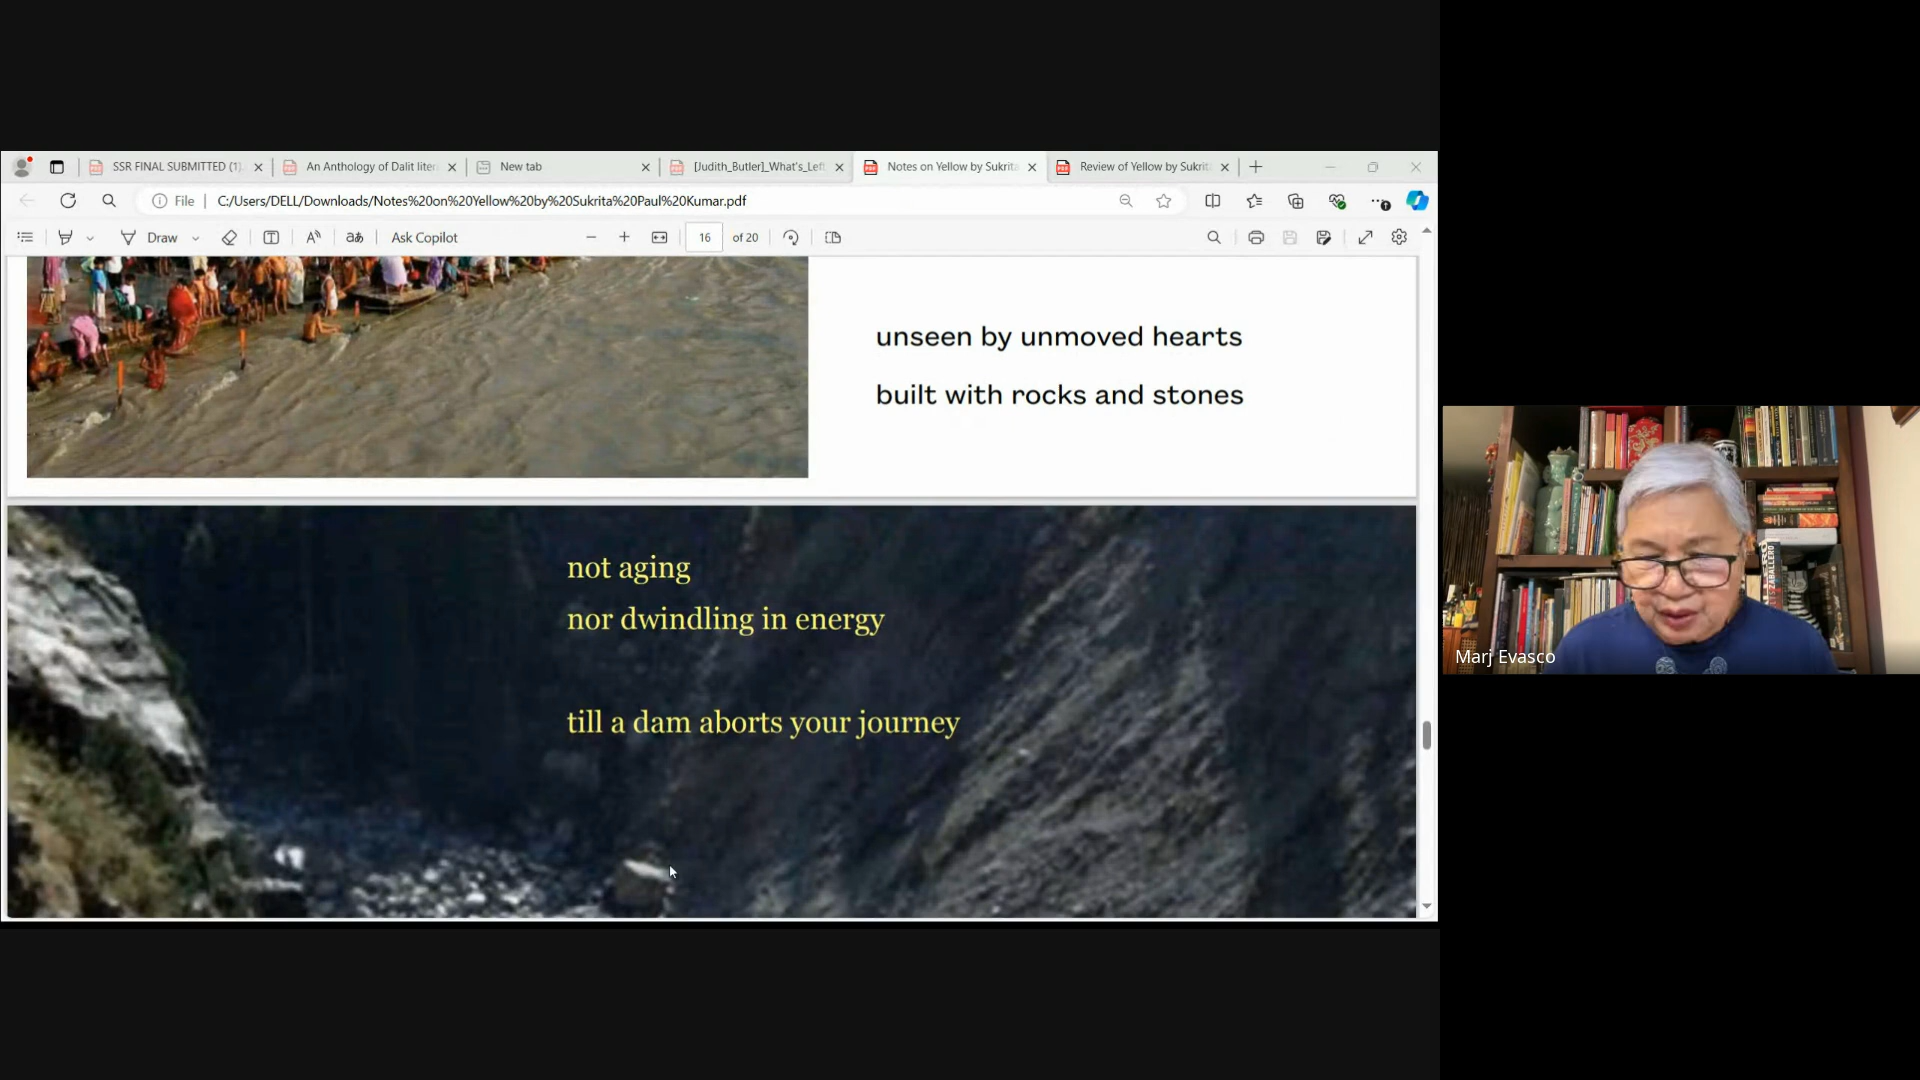 SSR FINAL SUBMITTED (1)
An Anthology of Dalit liter
New tab
[Judith_Butler]_What's_Left
Notes on Yellow by Sukrita
Review of Yellow by Sukrit
File
C:/Users/DELL/Downloads/Notes%20on%20Yellow%20by%20Sukrita%20Paul%20Kumar.pdf
Draw
Ask Copilot
16
of 20
unseen by unmoved hearts
built with rocks and stones
not aging
nor dwindling in energy
till a dam aborts your journey
Marj Evasco